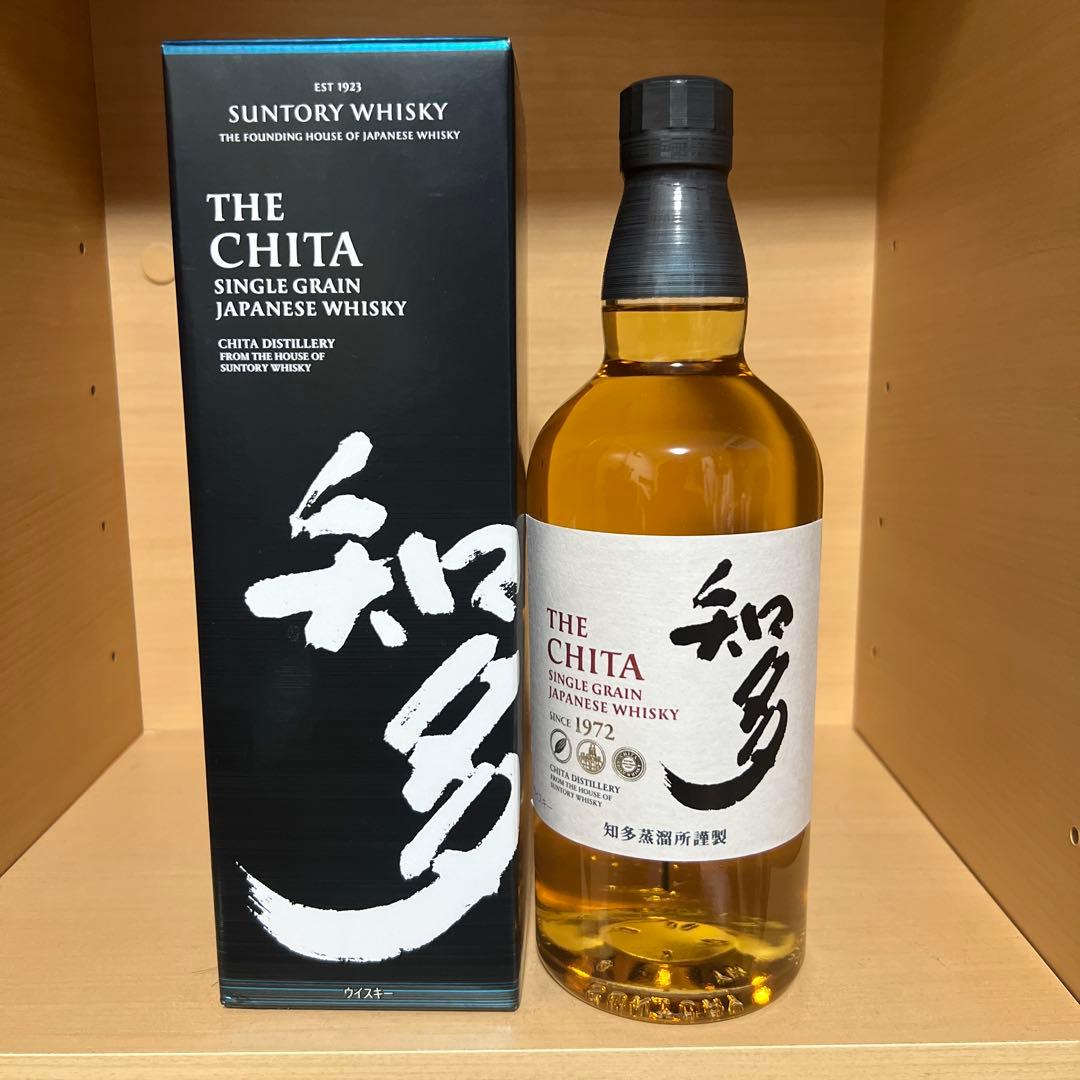 EST 1923
SUNTORY WHISKY
THE FOUNDING HOUSE OF JAPANESE WHISKY
THE
CHITA
SINGLE GRAIN
JAPANESE WHISKY
CHITA DISTILLERY
FROM THE HOUSE OF
SUNTORY WHISKY
知多
ウイスキー
THE
CHITA
SINGLE GRAIN
JAPANESE WHISKY
SINCE 1972
CHITA DISTILLERY
FROM THE HOUSE OF
SUNTORY WHISKY
知多
知多蒸溜所謹製